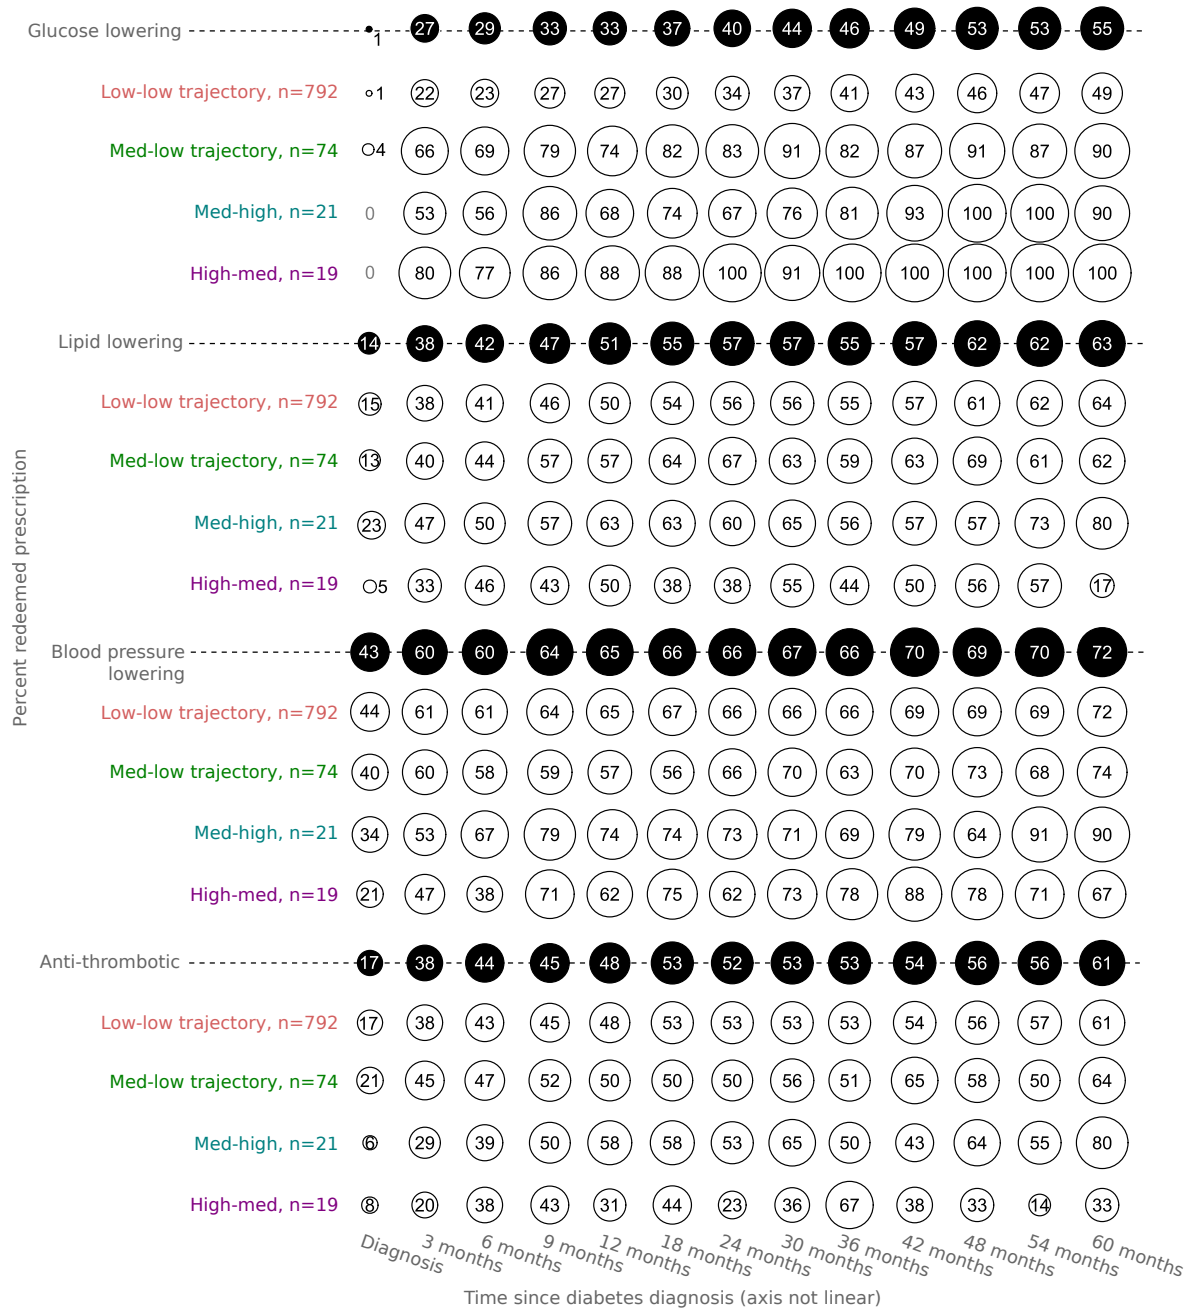 Glucose lowering 1 27 29 33 33 37 40 44 46 49 53 53 55
Low-low trajectory, n=792 1 22 23 27 27 30 34 37 41 43 46 47 49
Med-low trajectory, n=74 4 66 69 79 74 82 83 91 82 87 91 87 90
Med-high, n=21 0 53 56 86 68 74 67 76 81 93 100 100 90
High-med, n=19 0 80 77 86 88 88 100 91 100 100 100 100 100
Lipid lowering 14 38 42 47 51 55 57 57 55 57 62 62 63
Low-low trajectory, n=792 15 38 41 46 50 54 56 56 55 57 61 62 64
Med-low trajectory, n=74 13 40 44 57 57 64 67 63 59 63 69 61 62
Med-high, n=21 23 47 50 57 63 63 60 65 56 57 57 73 80
High-med, n=19 5 33 46 43 50 38 38 55 44 50 56 57 17
Percent redeemed prescription
Blood pressure 43 60 60 64 65 66 66 67 66 70 69 70 72
lowering
Low-low trajectory, n=792 44 61 61 64 65 67 66 66 66 69 69 69 72
Med-low trajectory, n=74 40 60 58 59 57 56 66 70 63 70 73 68 74
Med-high, n=21 34 53 67 79 74 74 73 71 69 79 64 91 90
High-med, n=19 21 47 38 71 62 75 62 73 78 88 78 71 67
Anti-thrombotic 17 38 44 45 48 53 52 53 53 54 56 56 61
Low-low trajectory, n=792 17 38 43 45 48 53 53 53 53 54 56 57 61
Med-low trajectory, n=74 21 45 47 52 50 50 50 56 51 65 58 50 64
Med-high, n=21 6 29 39 50 58 58 53 65 50 43 64 55 80
High-med, n=19 8 20 38 43 31 44 23 36 67 38 33 14 33
Diagnosis 3 months 6 months 9 months 12 months 18 months 24 months 30 months 36 months 42 months 48 months 54 months 60 months
Time since diabetes diagnosis (axis not linear)